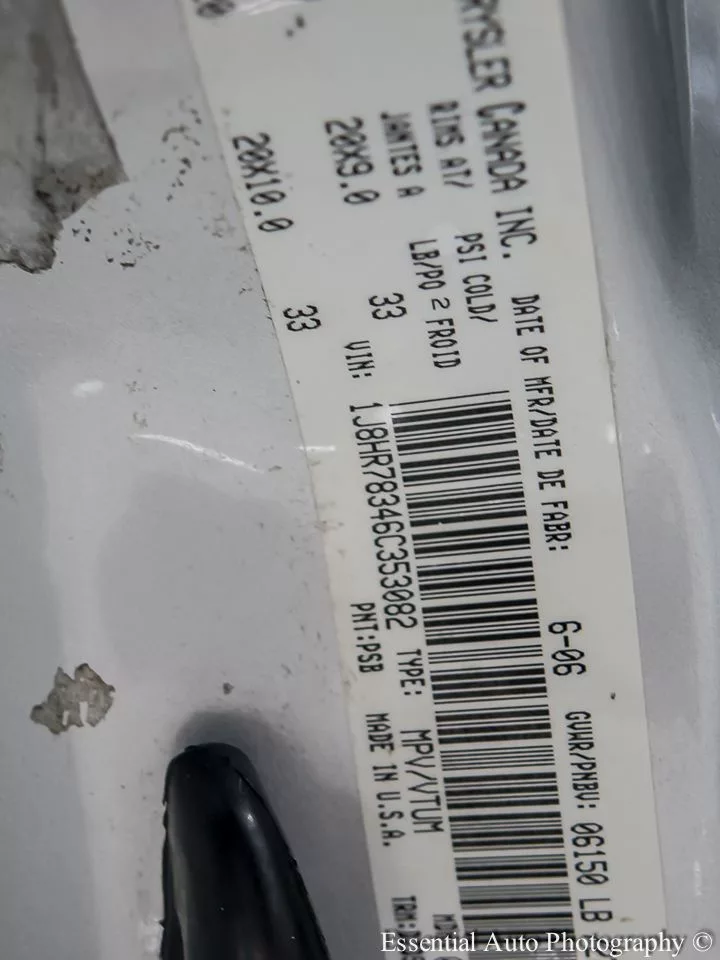 RYSLER CANADA INC.
DATE OF MFR/DATE DE FABR: 6-06
GVWR/PNBV: 06150 LB
RIMS AT/
JANTES A
PSI COLD/
LB/PO 2 FROID
20X9.0
33
20X10.0
33
VIN: 1J8HR78346C353082
TYPE: MPV/VTUM
PNT:PSB
MADE IN U.S.A.
Essential Auto Photography ©